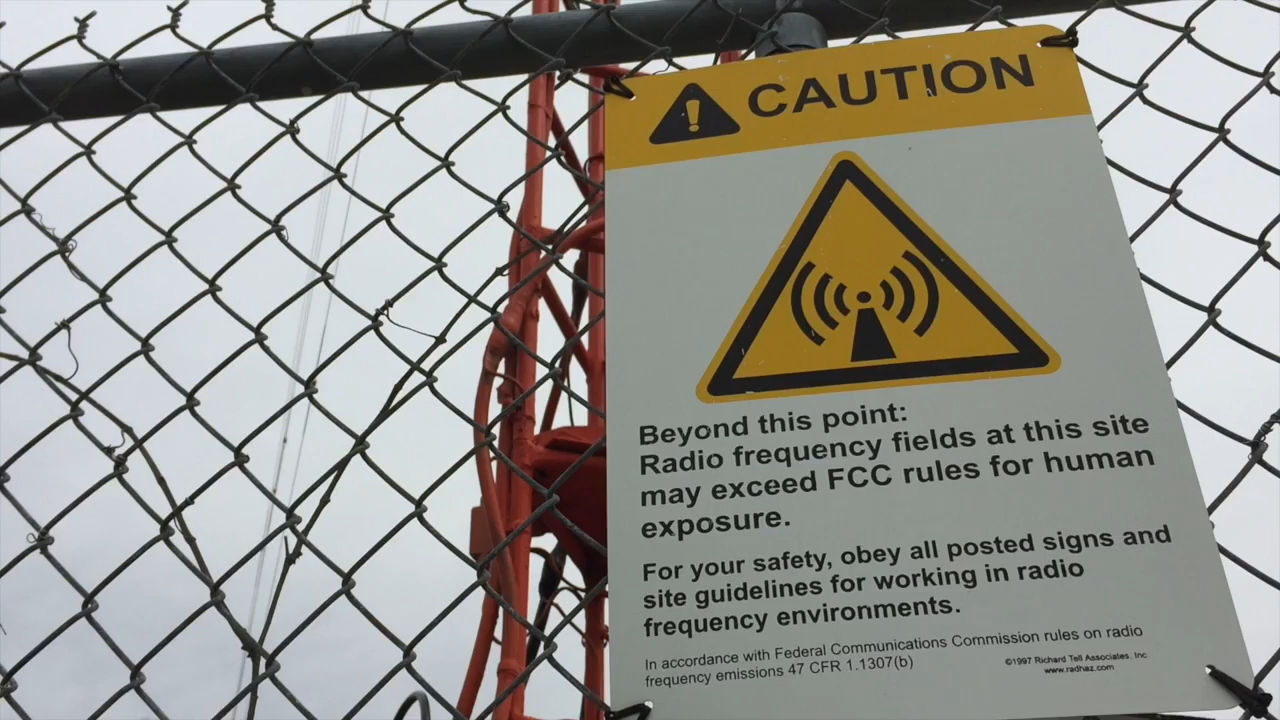 CAUTION
Beyond this point:
Radio frequency fields at this site
may exceed FCC rules for human
exposure.
For your safety, obey all posted signs and
site guidelines for working in radio
frequency environments.
In accordance with Federal Communications Commission rules on radio
frequency emissions 47 CFR 1.1307(b)
©1997 Richard Tell Associates, Inc
www.radhaz.com